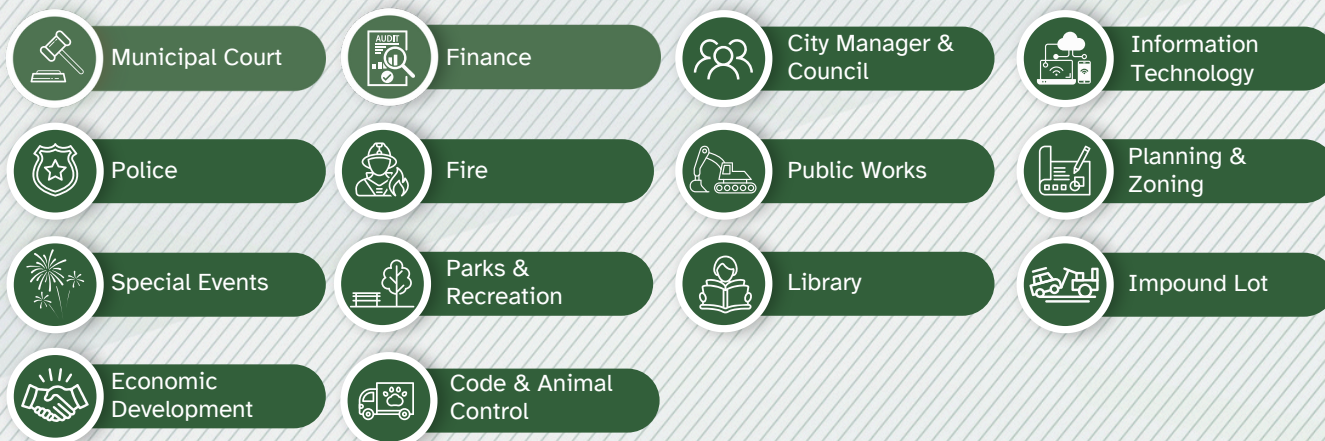 Municipal Court
AUDIT
Finance
City Manager &
Council
Information
Technology
Police
Fire
Public Works
Planning &
Zoning
Special Events
Parks &
Recreation
Library
Impound Lot
Economic
Development
Code & Animal
Control